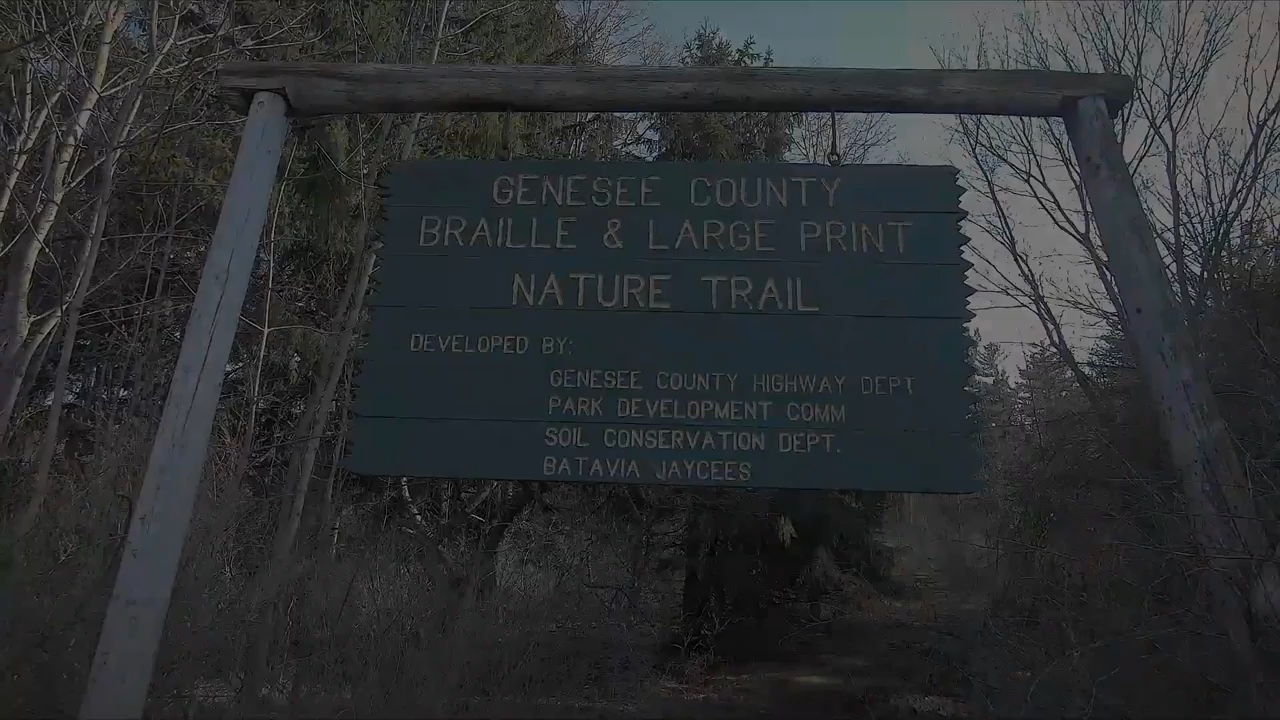 GENESEE COUNTY
BRAILLE & LARGE PRINT
NATURE TRAIL
DEVELOPED BY:
GENESEE COUNTY HIGHWAY DEPT
PARK DEVELOPMENT COMM
SOIL CONSERVATION DEPT.
BATAVIA JAYCEES